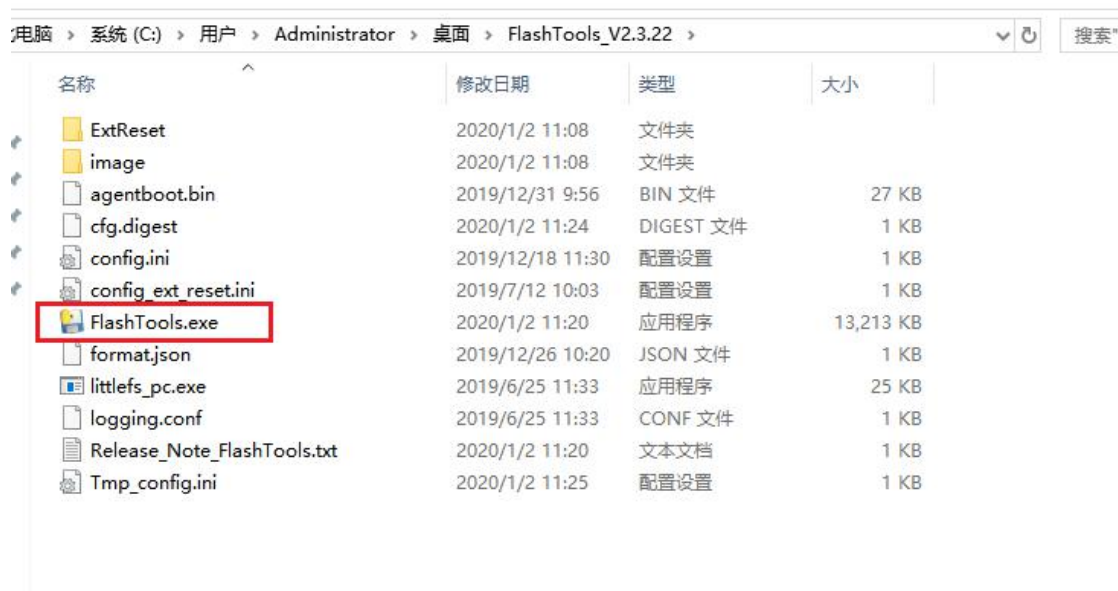 电脑 › 系统 (C:) › 用户 › Administrator › 桌面 › FlashTools_V2.3.22 ›
搜索"
名称 修改日期 类型 大小
ExtReset 2020/1/2 11:08 文件夹
image 2020/1/2 11:08 文件夹
agentboot.bin 2019/12/31 9:56 BIN 文件 27 KB
cfg.digest 2020/1/2 11:24 DIGEST 文件 1 KB
config.ini 2019/12/18 11:30 配置设置 1 KB
config_ext_reset.ini 2019/7/12 10:03 配置设置 1 KB
FlashTools.exe 2020/1/2 11:20 应用程序 13,213 KB
format.json 2019/12/26 10:20 JSON 文件 1 KB
littlefs_pc.exe 2019/6/25 11:33 应用程序 25 KB
logging.conf 2019/6/25 11:33 CONF 文件 1 KB
Release_Note_FlashTools.txt 2020/1/2 11:20 文本文档 1 KB
Tmp_config.ini 2020/1/2 11:25 配置设置 1 KB